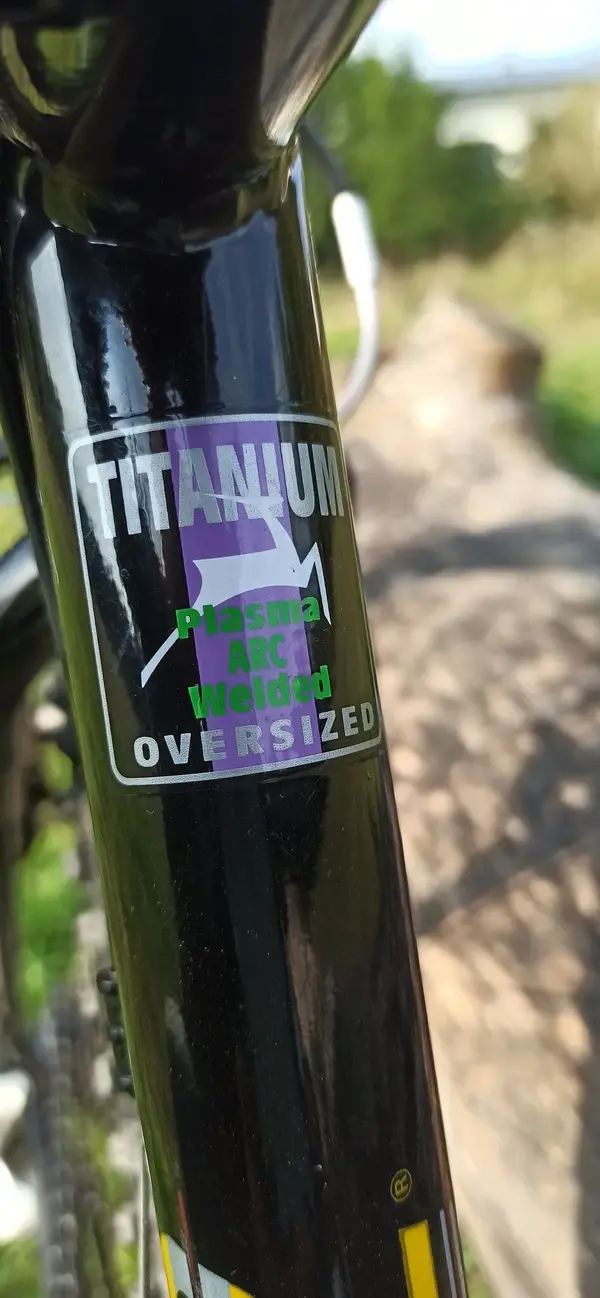 TITANIUM
Plasma
ARC
Welded
OVERSIZED
®